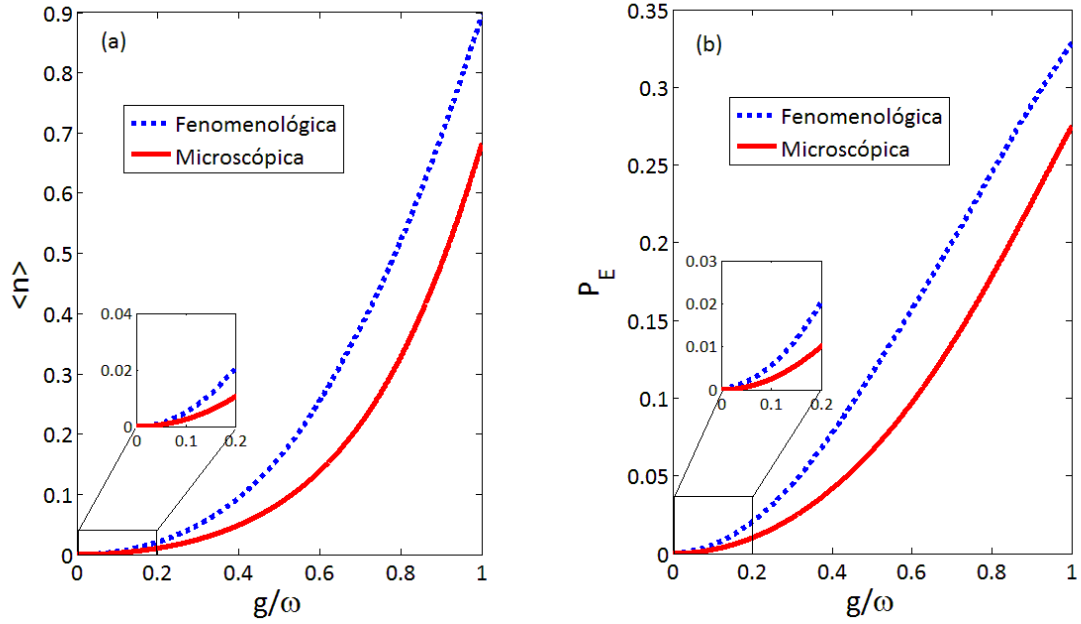 (a)
<n>
0.9
0.8
0.7
0.6
0.5
0.4
0.3
0.2
0.1
0
Fenomenológica
Microscópica
0.04
0.02
0
0 0.1 0.2
0 0.2 0.4 0.6 0.8 1
g/ω
(b)
P_E
0.35
0.3
0.25
0.2
0.15
0.1
0.05
0
Fenomenológica
Microscópica
0.03
0.02
0.01
0
0 0.1 0.2
0 0.2 0.4 0.6 0.8 1
g/ω